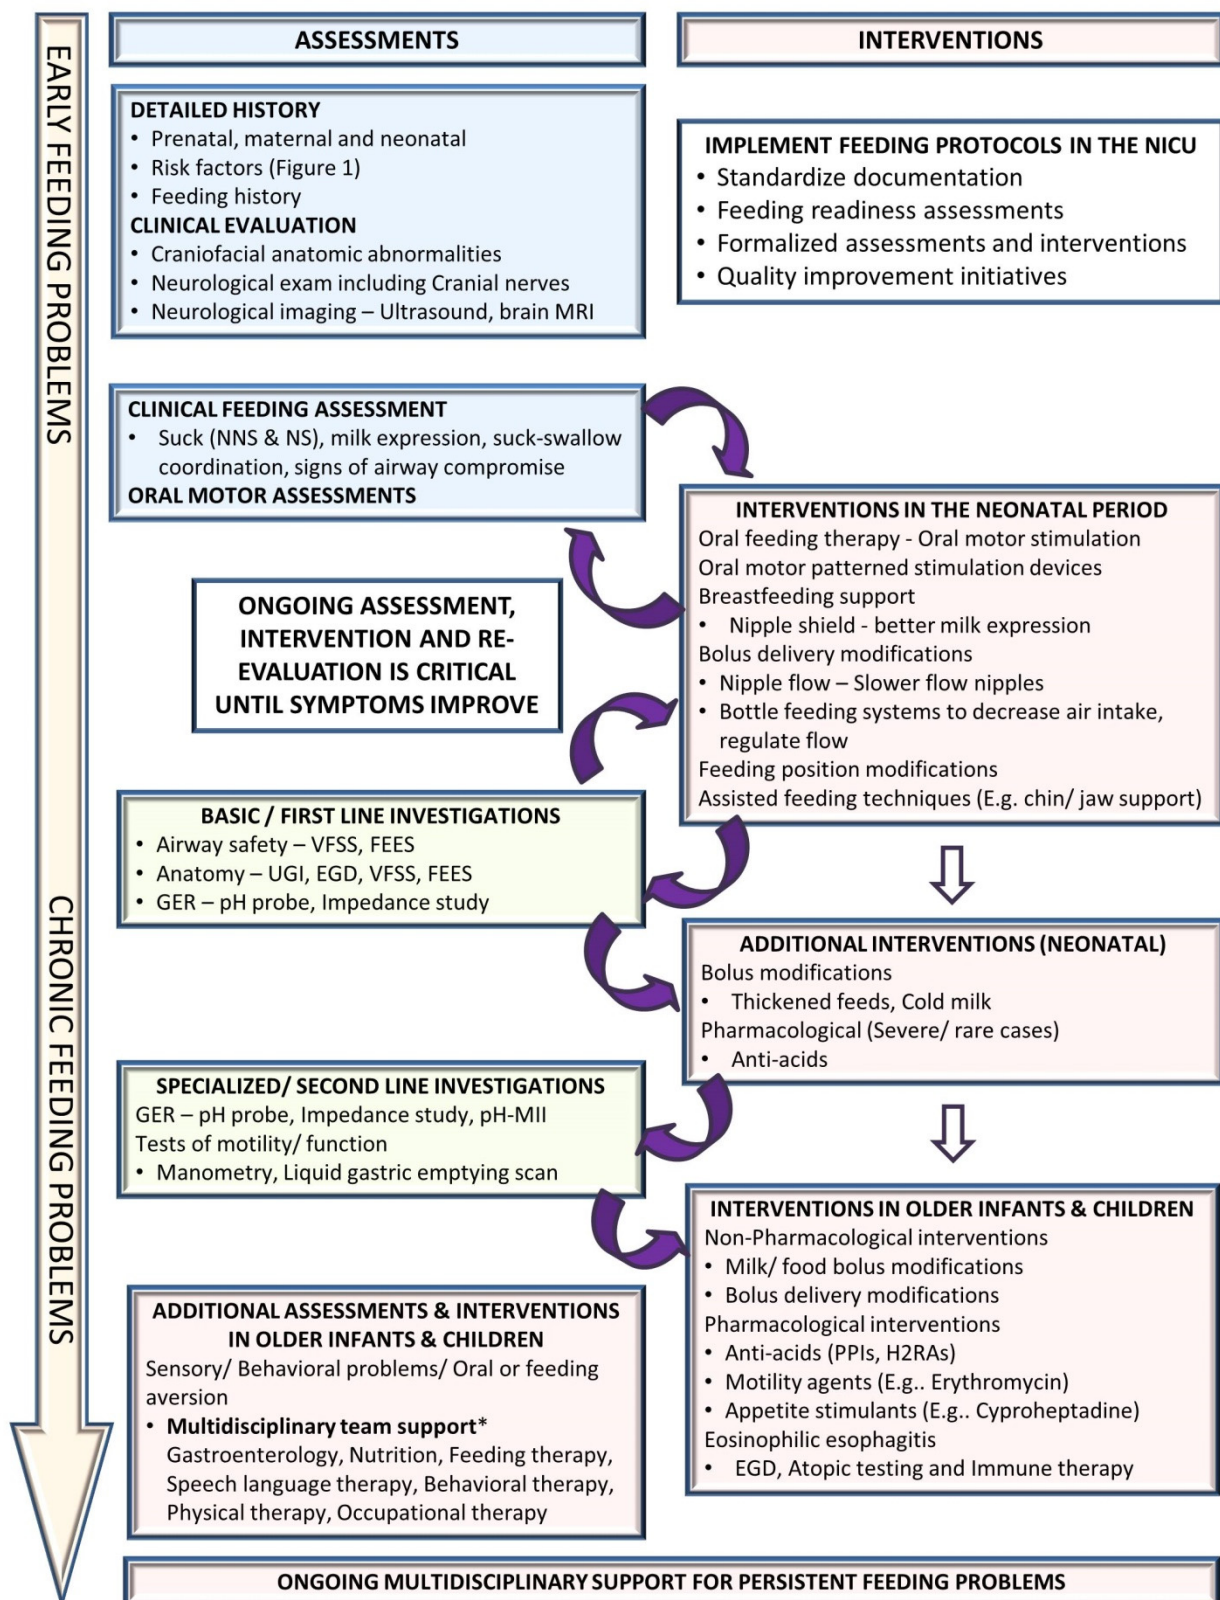 EARLY FEEDING PROBLEMS
CHRONIC FEEDING PROBLEMS
ASSESSMENTS
INTERVENTIONS
DETAILED HISTORY
• Prenatal, maternal and neonatal
• Risk factors (Figure 1)
• Feeding history
CLINICAL EVALUATION
• Craniofacial anatomic abnormalities
• Neurological exam including Cranial nerves
• Neurological imaging – Ultrasound, brain MRI
IMPLEMENT FEEDING PROTOCOLS IN THE NICU
• Standardize documentation
• Feeding readiness assessments
• Formalized assessments and interventions
• Quality improvement initiatives
CLINICAL FEEDING ASSESSMENT
• Suck (NNS & NS), milk expression, suck-swallow
coordination, signs of airway compromise
ORAL MOTOR ASSESSMENTS
INTERVENTIONS IN THE NEONATAL PERIOD
Oral feeding therapy - Oral motor stimulation
Oral motor patterned stimulation devices
Breastfeeding support
• Nipple shield - better milk expression
Bolus delivery modifications
• Nipple flow – Slower flow nipples
• Bottle feeding systems to decrease air intake,
regulate flow
Feeding position modifications
Assisted feeding techniques (E.g. chin/ jaw support)
ONGOING ASSESSMENT,
INTERVENTION AND RE-
EVALUATION IS CRITICAL
UNTIL SYMPTOMS IMPROVE
BASIC / FIRST LINE INVESTIGATIONS
• Airway safety – VFSS, FEES
• Anatomy – UGI, EGD, VFSS, FEES
• GER – pH probe, Impedance study
ADDITIONAL INTERVENTIONS (NEONATAL)
Bolus modifications
• Thickened feeds, Cold milk
Pharmacological (Severe/ rare cases)
• Anti-acids
SPECIALIZED/ SECOND LINE INVESTIGATIONS
GER – pH probe, Impedance study, pH-MII
Tests of motility/ function
• Manometry, Liquid gastric emptying scan
INTERVENTIONS IN OLDER INFANTS & CHILDREN
Non-Pharmacological interventions
• Milk/ food bolus modifications
• Bolus delivery modifications
Pharmacological interventions
• Anti-acids (PPIs, H2RAs)
• Motility agents (E.g.. Erythromycin)
• Appetite stimulants (E.g.. Cyproheptadine)
Eosinophilic esophagitis
• EGD, Atopic testing and Immune therapy
ADDITIONAL ASSESSMENTS & INTERVENTIONS
IN OLDER INFANTS & CHILDREN
Sensory/ Behavioral problems/ Oral or feeding
aversion
• Multidisciplinary team support*
Gastroenterology, Nutrition, Feeding therapy,
Speech language therapy, Behavioral therapy,
Physical therapy, Occupational therapy
ONGOING MULTIDISCIPLINARY SUPPORT FOR PERSISTENT FEEDING PROBLEMS